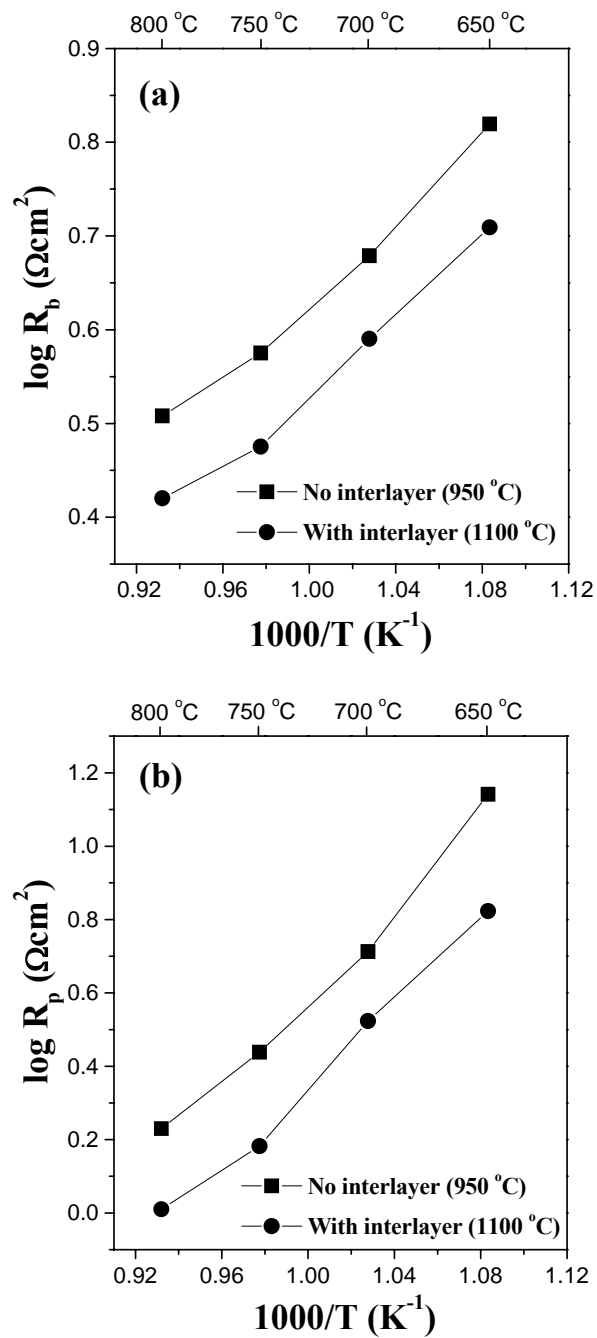 800 °C 750 °C 700 °C 650 °C
0.9
(a)
0.8
0.7
log R_b (Ωcm²)
0.6
0.5
No interlayer (950 °C)
0.4
With interlayer (1100 °C)
0.92 0.96 1.00 1.04 1.08 1.12
1000/T (K⁻¹)
800 °C 750 °C 700 °C 650 °C
(b)
1.2
1.0
0.8
log R_p (Ωcm²)
0.6
0.4
0.2
No interlayer (950 °C)
0.0
With interlayer (1100 °C)
0.92 0.96 1.00 1.04 1.08 1.12
1000/T (K⁻¹)